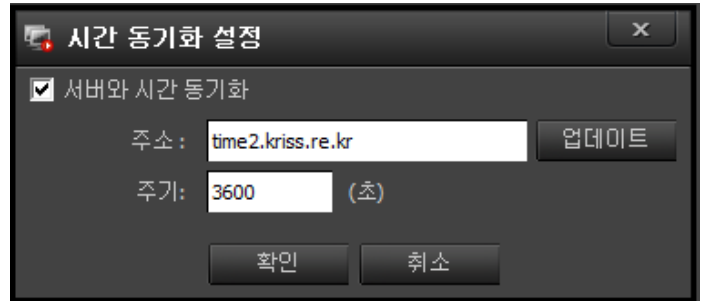 시간 동기화 설정 x
서버와 시간 동기화
주소 : time2.kriss.re.kr 업데이트
주기: 3600 (초)
확인 취소